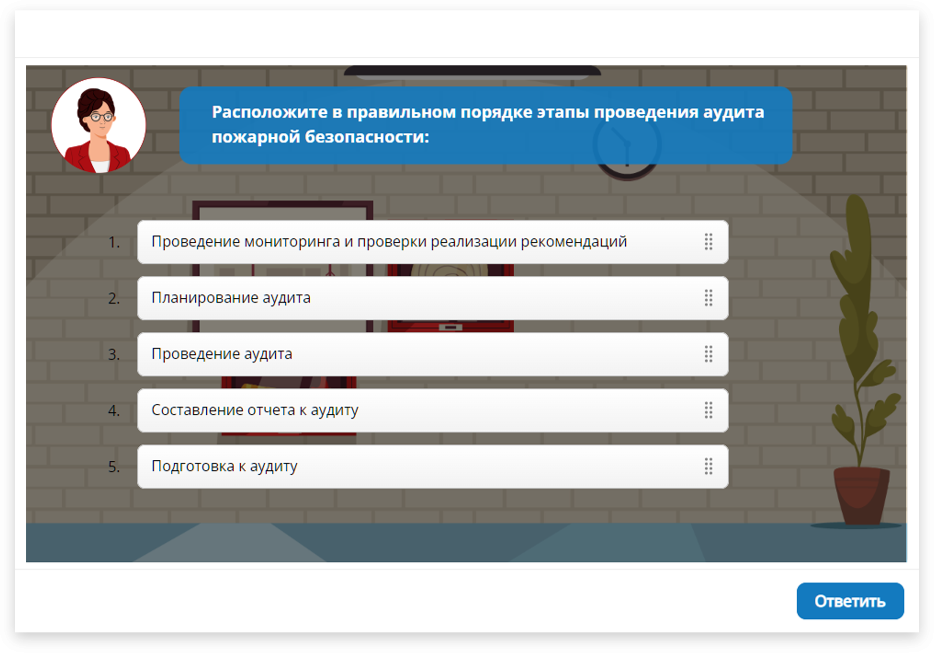 Расположите в правильном порядке этапы проведения аудита
пожарной безопасности:
1. Проведение мониторинга и проверки реализации рекомендаций
2. Планирование аудита
3. Проведение аудита
4. Составление отчета к аудиту
5. Подготовка к аудиту
Ответить